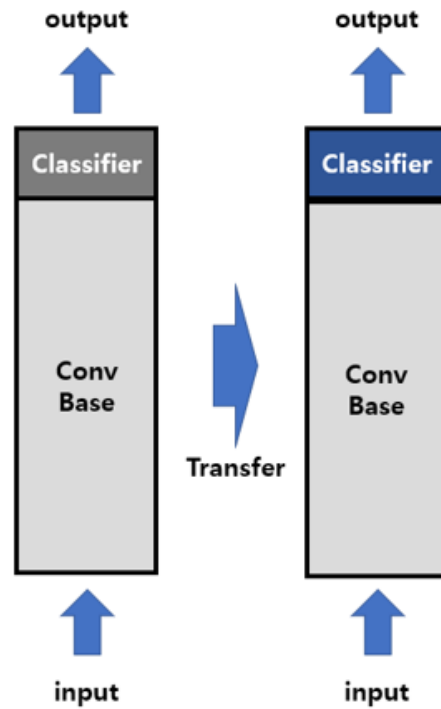 output
output
Classifier
Classifier
Conv
Base
Conv
Base
Transfer
input
input